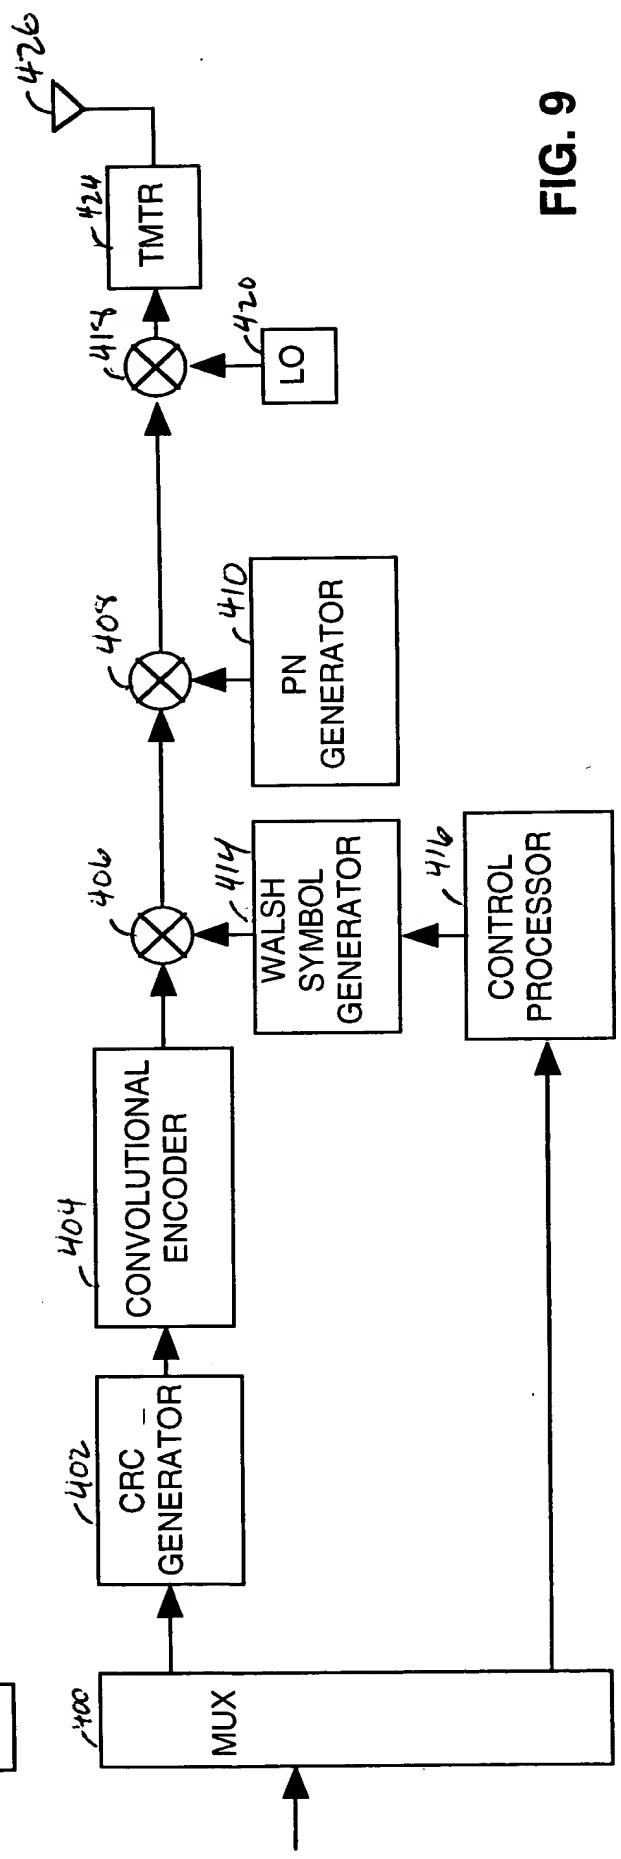 400
MUX
402
CRC
GENERATOR
404
CONVOLUTIONAL
ENCODER
406
414
WALSH
SYMBOL
GENERATOR
416
CONTROL
PROCESSOR
408
410
PN
GENERATOR
418
420
LO
424
TMTR
426
FIG. 9